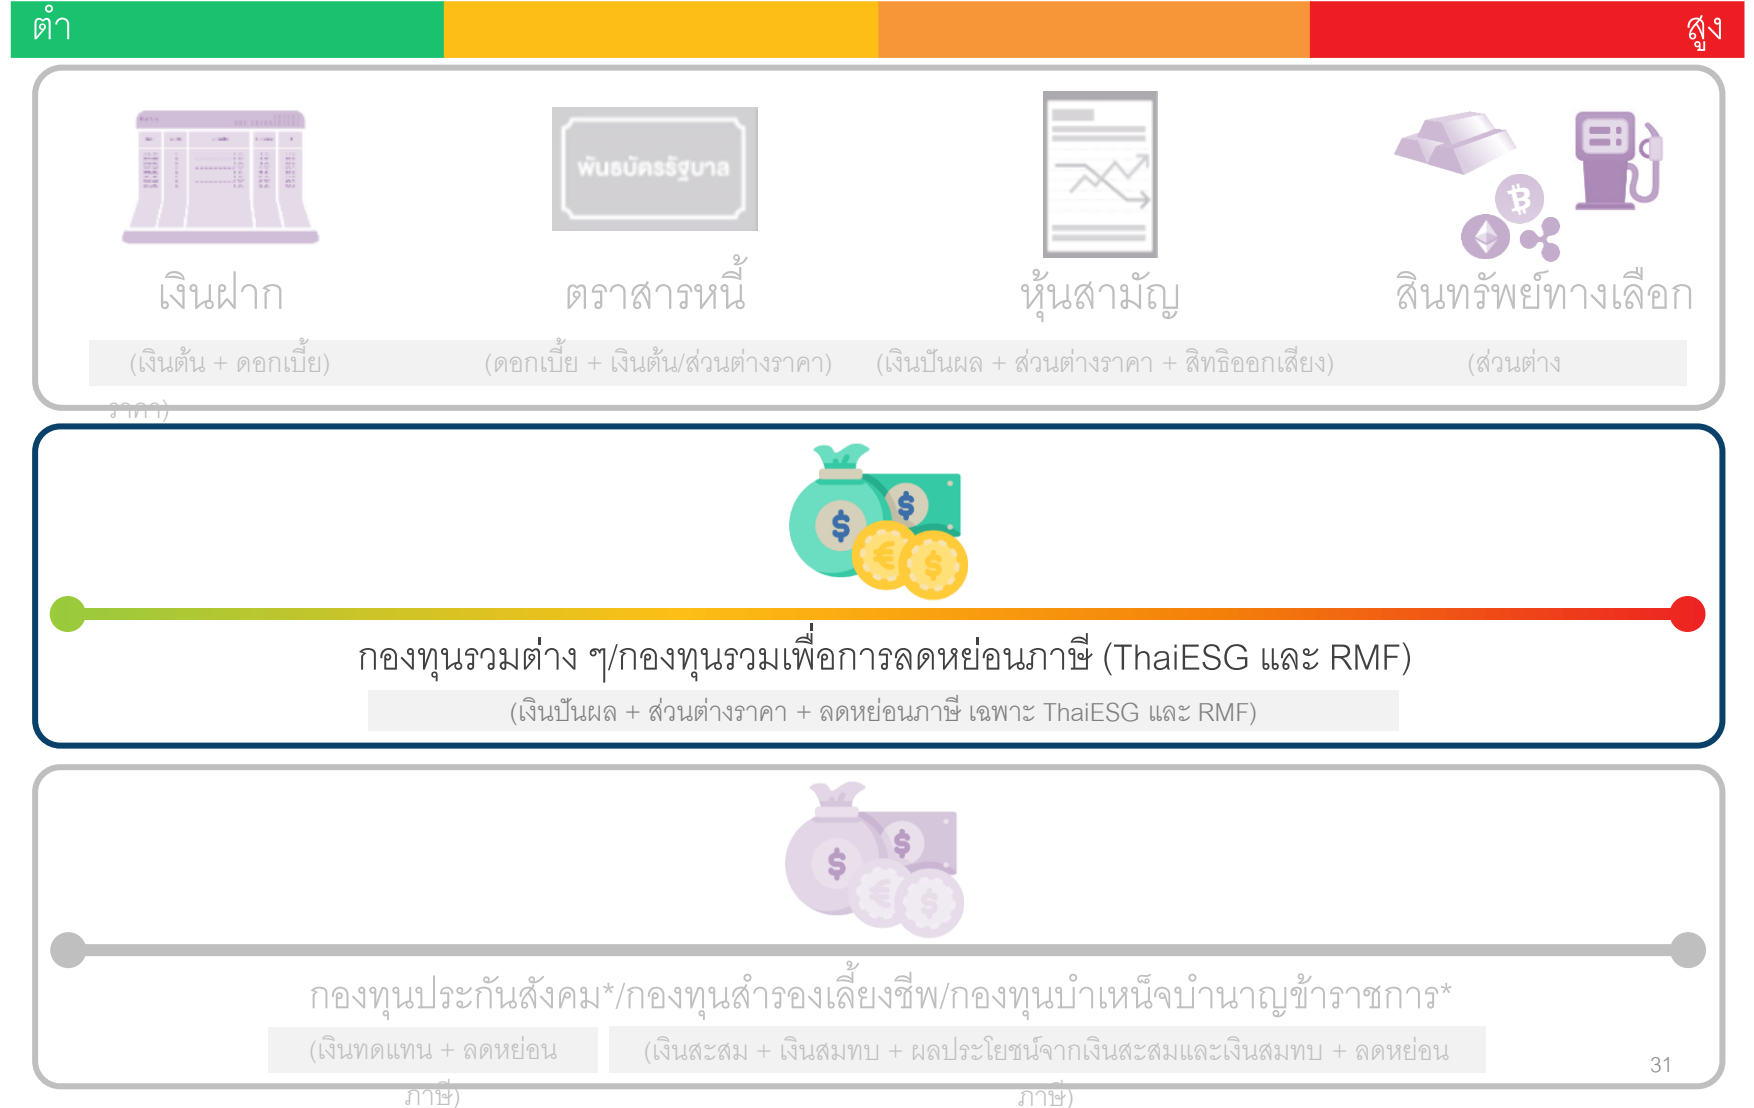 ต่ำ สูง
พันธบัตรรัฐบาล
เงินฝาก ตราสารหนี้ หุ้นสามัญ สินทรัพย์ทางเลือก
(เงินต้น + ดอกเบี้ย) (ดอกเบี้ย + เงินต้น/ส่วนต่างราคา) (เงินปันผล + ส่วนต่างราคา + สิทธิออกเสียง) (ส่วนต่าง
ราคา)
กองทุนรวมต่าง ๆ/กองทุนรวมเพื่อการลดหย่อนภาษี (ThaiESG และ RMF)
(เงินปันผล + ส่วนต่างราคา + ลดหย่อนภาษี เฉพาะ ThaiESG และ RMF)
กองทุนประกันสังคม*/กองทุนสำรองเลี้ยงชีพ/กองทุนบำเหน็จบำนาญข้าราชการ*
(เงินทดแทน + ลดหย่อน
ภาษี)
(เงินสะสม + เงินสมทบ + ผลประโยชน์จากเงินสะสมและเงินสมทบ + ลดหย่อน
ภาษี)
31